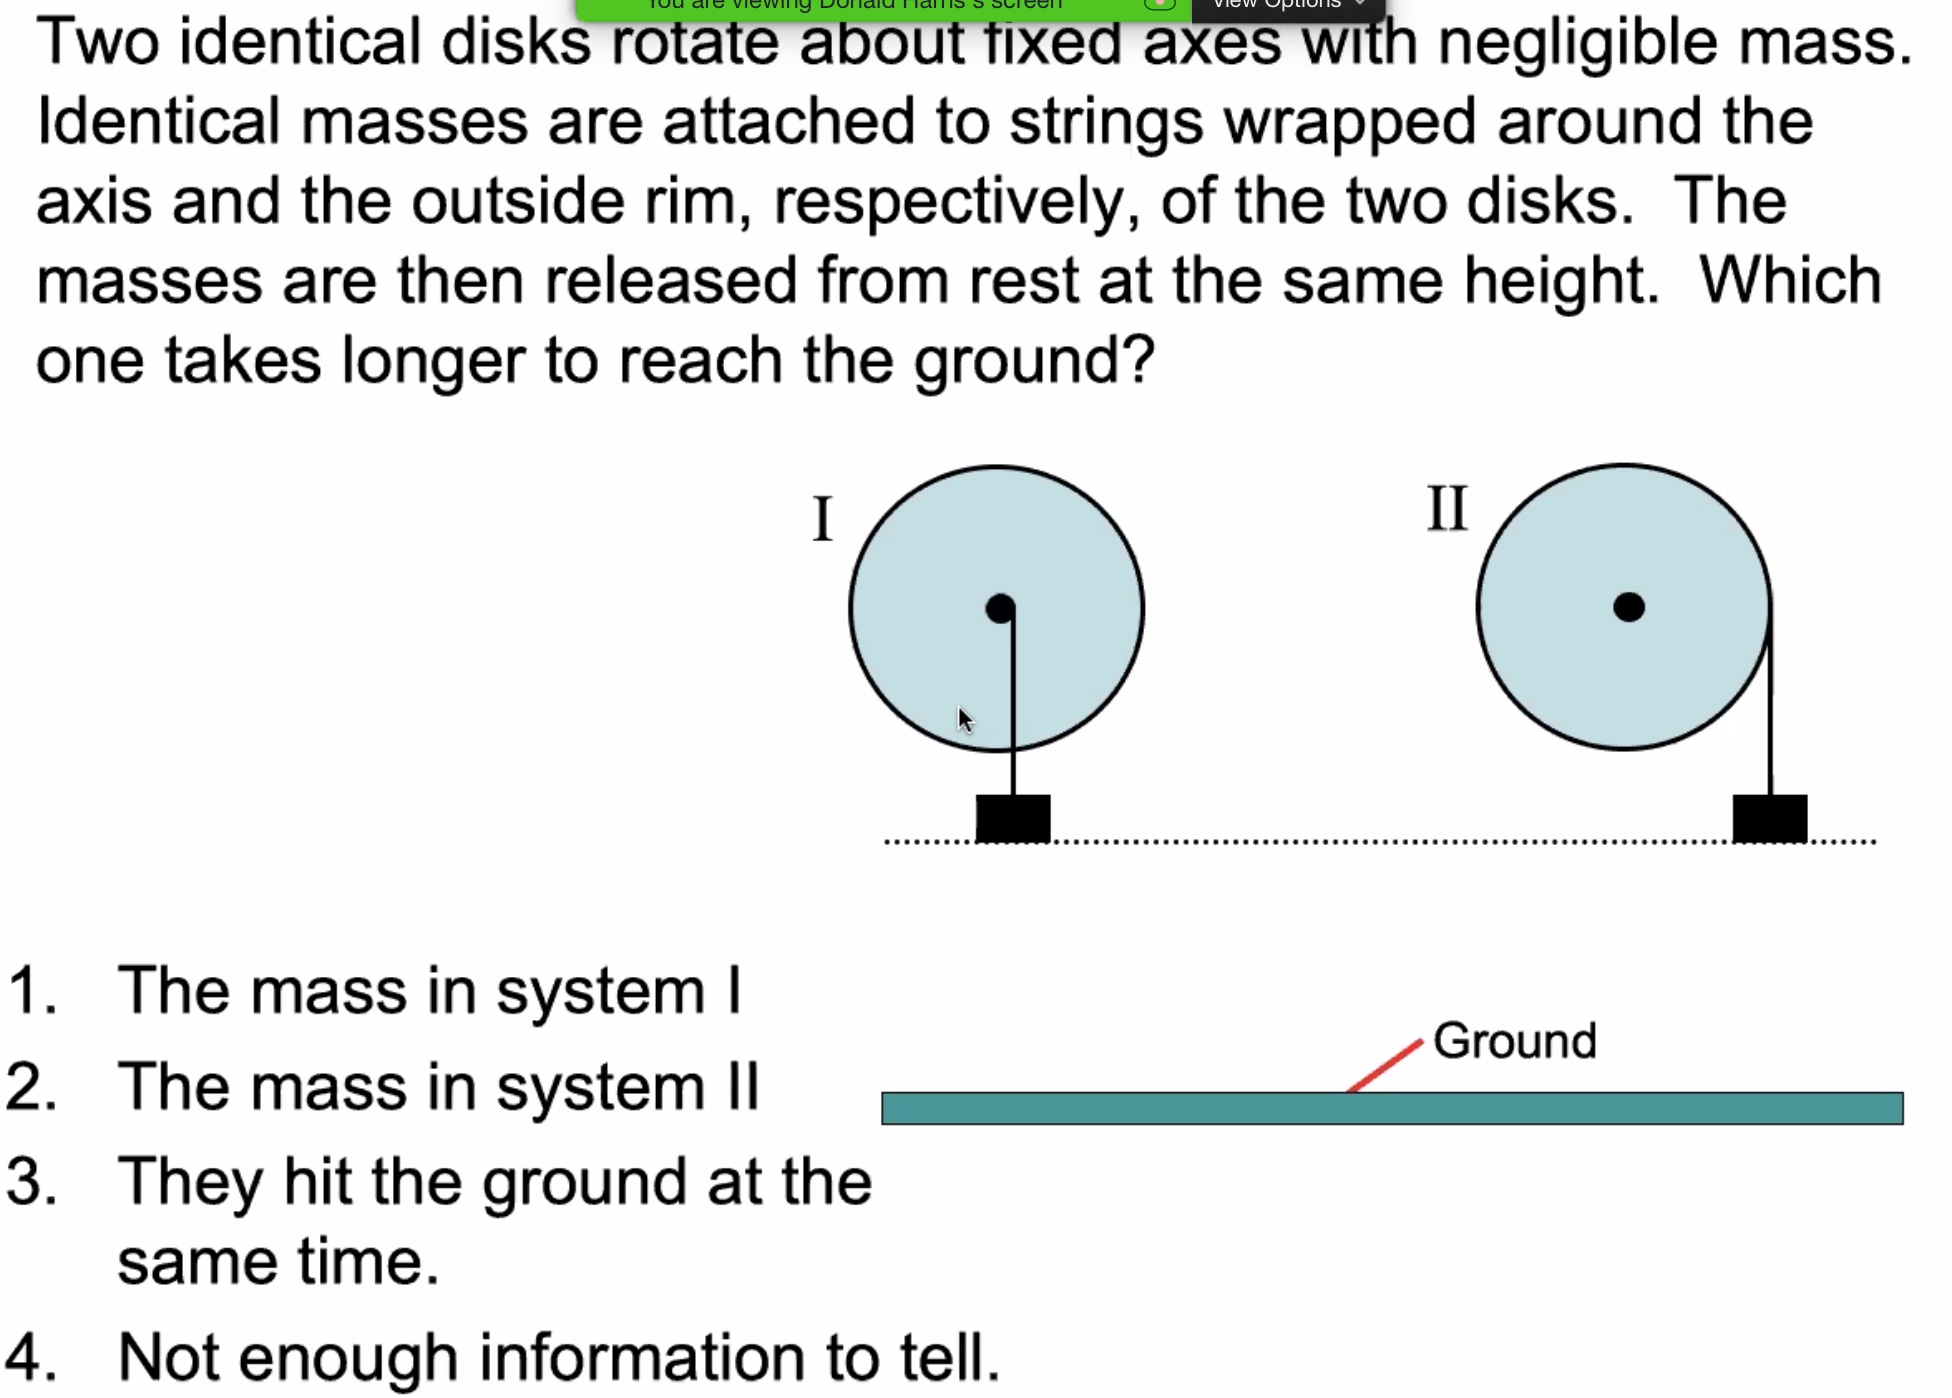 You are viewing Donald Harris's screen
View Options
Two identical disks rotate about fixed axes with negligible mass.
Identical masses are attached to strings wrapped around the
axis and the outside rim, respectively, of the two disks. The
masses are then released from rest at the same height. Which
one takes longer to reach the ground?
I
II
1. The mass in system I
2. The mass in system II
3. They hit the ground at the
same time.
4. Not enough information to tell.
Ground